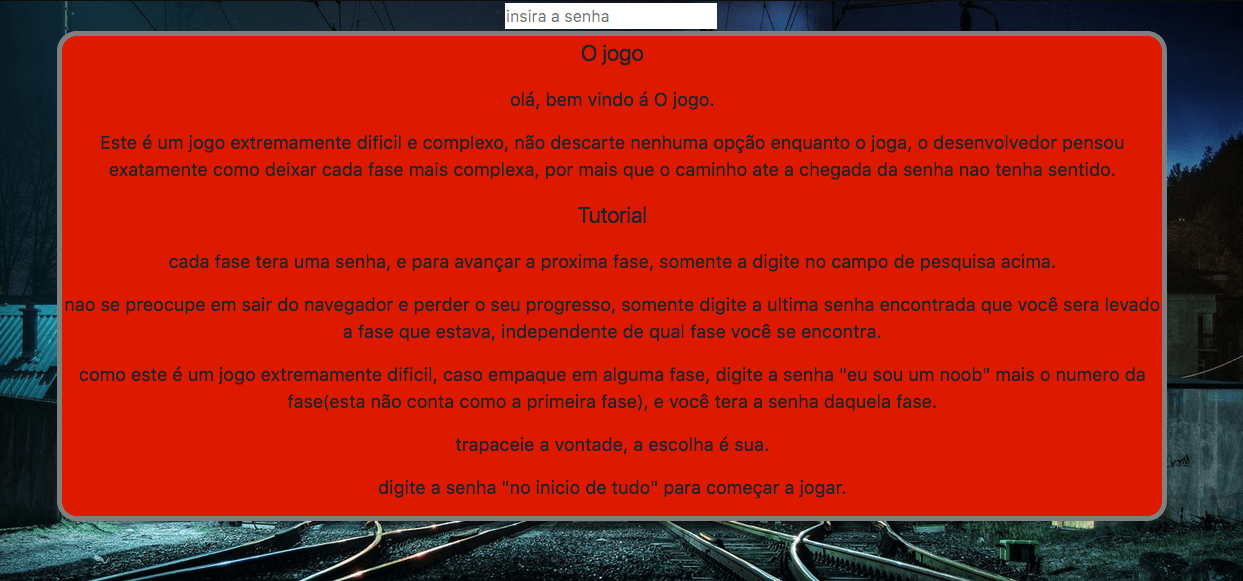 insira a senha
O jogo
olá, bem vindo á O jogo.
Este é um jogo extremamente dificil e complexo, não descarte nenhuma opção enquanto o joga, o desenvolvedor pensou
exatamente como deixar cada fase mais complexa, por mais que o caminho ate a chegada da senha nao tenha sentido.
Tutorial
cada fase tera uma senha, e para avançar a proxima fase, somente a digite no campo de pesquisa acima.
nao se preocupe em sair do navegador e perder o seu progresso, somente digite a ultima senha encontrada que você sera levado
a fase que estava, independente de qual fase você se encontra.
como este é um jogo extremamente dificil, caso empaque em alguma fase, digite a senha "eu sou um noob" mais o numero da
fase(esta não conta como a primeira fase), e você tera a senha daquela fase.
trapaceie a vontade, a escolha é sua.
digite a senha "no inicio de tudo" para começar a jogar.